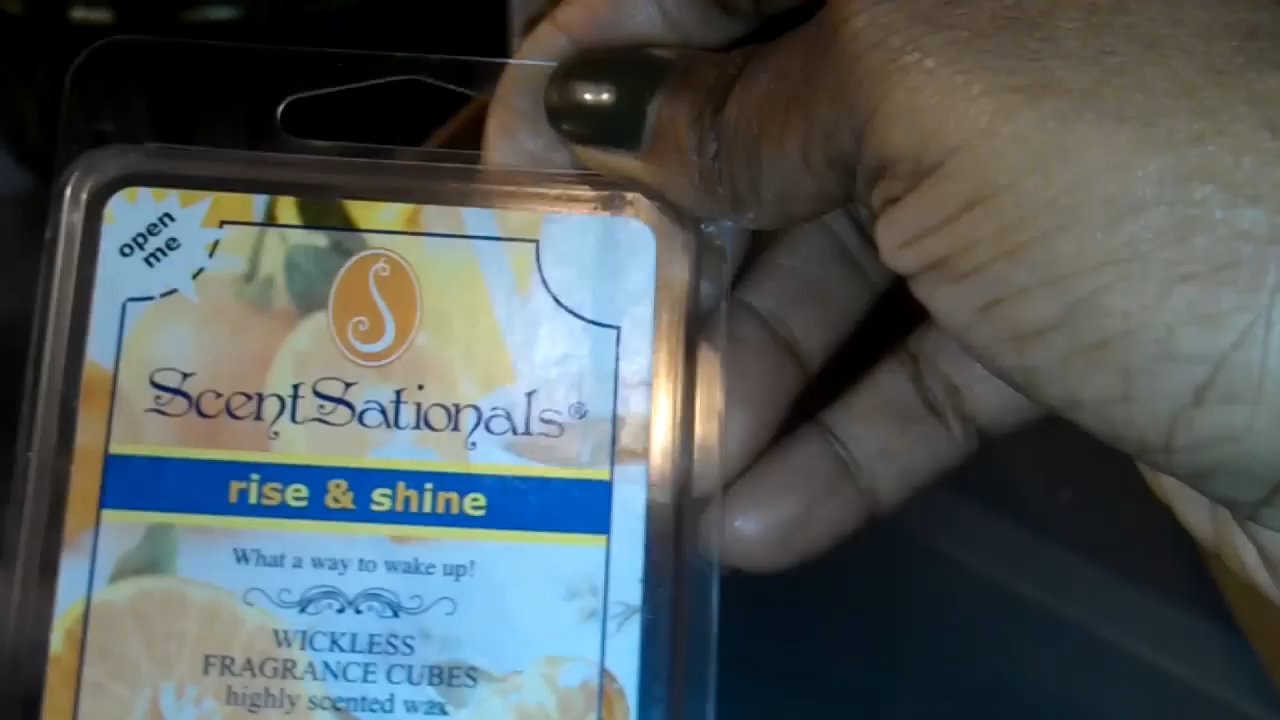 open
me
S
ScentSationals®
rise & shine
What a way to wake up!
WICKLESS
FRAGRANCE CUBES
highly scented wax